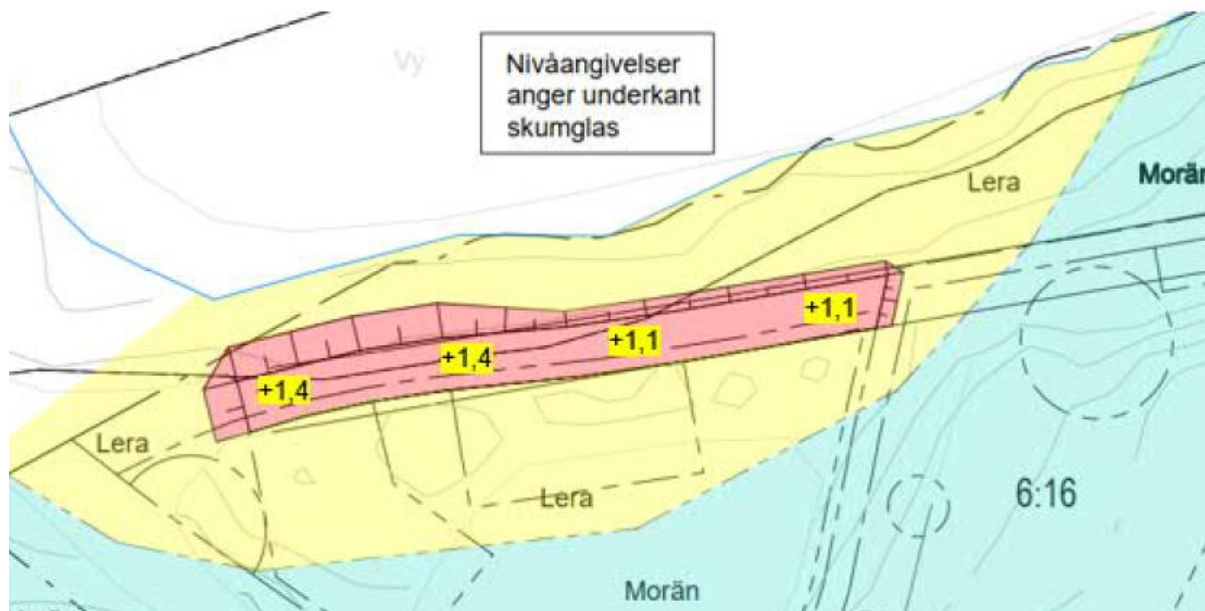 Vy
Nivåangivelser
anger underkant
skumglas
Lera
Morän
+1,1
+1,1
+1,4
+1,4
Lera
Lera
6:16
Morän